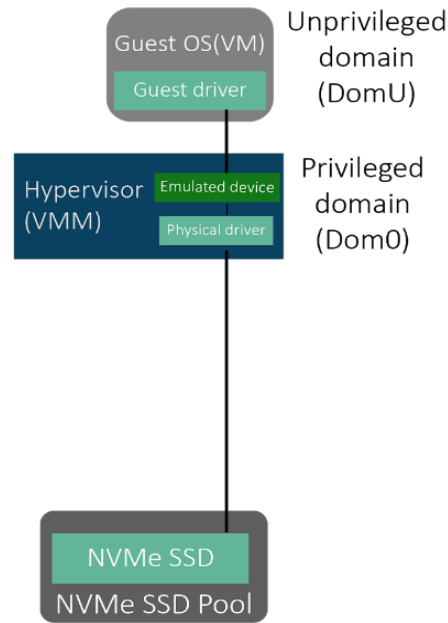 Guest OS(VM)
Guest driver
Unprivileged
domain
(DomU)
Hypervisor
(VMM)
Emulated device
Physical driver
Privileged
domain
(Dom0)
NVMe SSD
NVMe SSD Pool